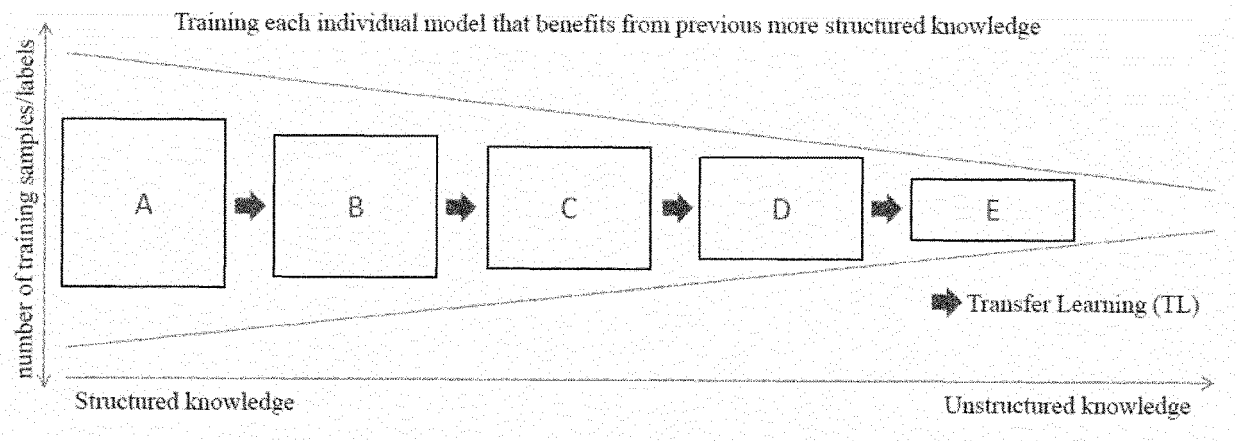 Training each individual model that benefits from previous more structured knowledge
number of training samples/labels
A
B
C
D
E
Transfer Learning (TL)
Structured knowledge
Unstructured knowledge